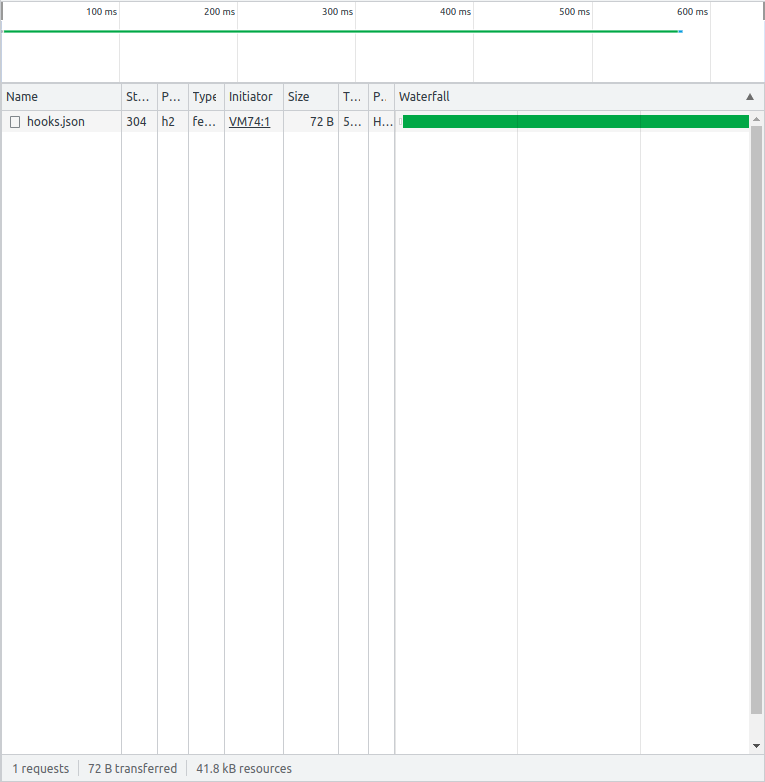 100 ms 200 ms 300 ms 400 ms 500 ms 600 ms
Name St... P... Type Initiator Size T... P.. Waterfall
hooks.json 304 h2 fe... VM74:1 72 B 5... H...
1 requests 72 B transferred 41.8 kB resources